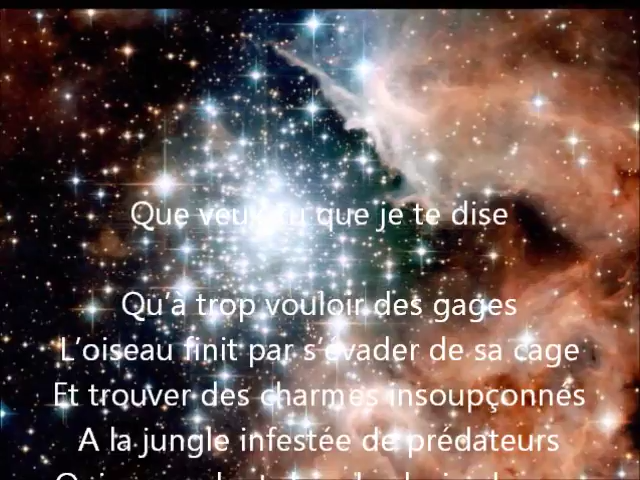 Que veux-tu que je te dise
Qu'à trop vouloir des gages
L'oiseau finit par s'évader de sa cage
Et trouver des charmes insoupçonnés
A la jungle infestée de prédateurs